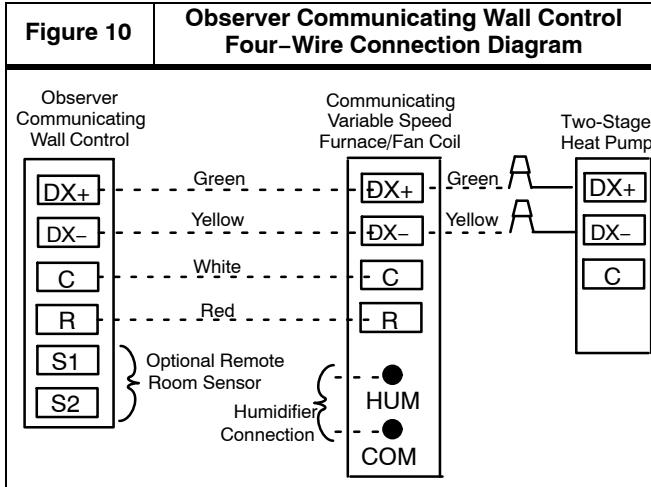 Figure 10
Observer Communicating Wall Control
Four−Wire Connection Diagram
Observer
Communicating
Wall Control
Communicating
Variable Speed
Furnace/Fan Coil
Two-Stage
Heat Pump
DX+
Green
DX+
Green
DX+
DX−
Yellow
DX−
Yellow
DX−
C
White
C
C
R
Red
R
S1
S2
Optional Remote
Room Sensor
Humidifier
Connection
HUM
COM